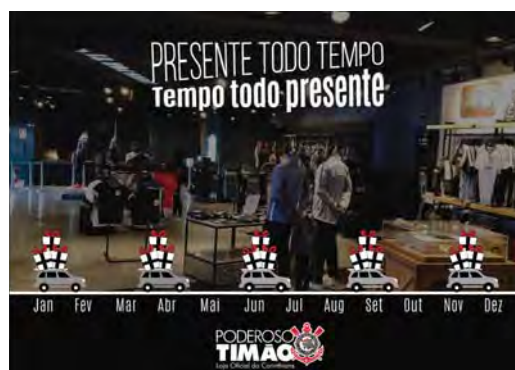 PRESENTE TODO TEMPO
Tempo todo presente
Jan Fev Mar Abr Mai Jun Jul Aug Set Out Nov Dez
PODEROSO
TIMÃO
Loja Oficial do Corinthians